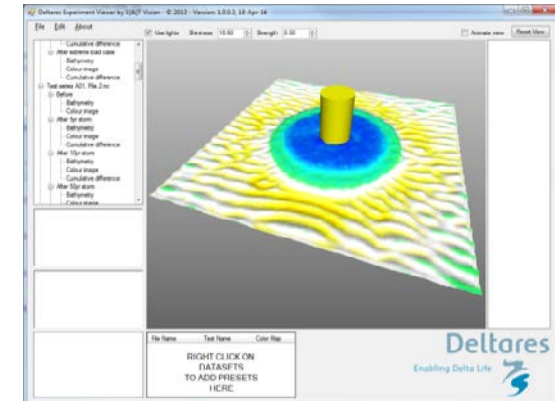 Deltares Experiment Viewer by S[&]T Vision - © 2013 - Version: 1.0.0.2, 18-Apr-16
File Edit About
Use lights Shininess 10.00 Strength 0.30 Animate view Reset View
Cumulative difference
After extreme load case
Bathymetry
Colour image
Cumulative difference
Test series A01. File 2.nc
Before
Bathymetry
Colour image
After 5yr storm
Bathymetry
Colour image
Cumulative difference
After 10yr storm
Bathymetry
Colour image
Cumulative difference
After 50yr storm
Bathymetry
Colour image
File Name Test Name Color Map
RIGHT CLICK ON
DATASETS
TO ADD PRESETS
HERE
Deltares
Enabling Delta Life